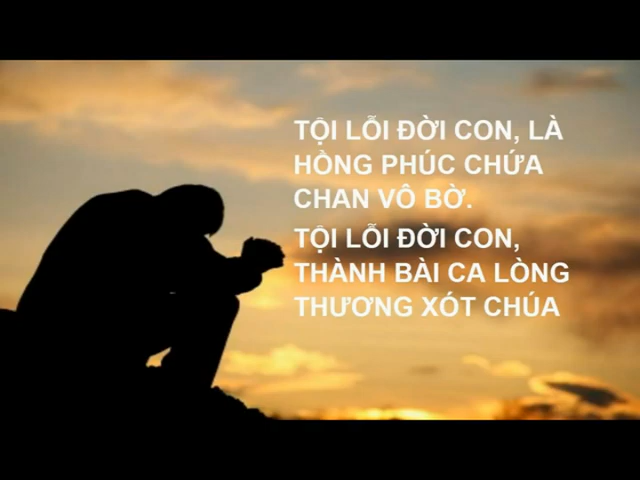 TỘI LỖI ĐỜI CON, LÀ
HỒNG PHÚC CHỨA
CHAN VÔ BỜ.
TỘI LỖI ĐỜI CON,
THÀNH BÀI CA LÒNG
THƯƠNG XÓT CHÚA